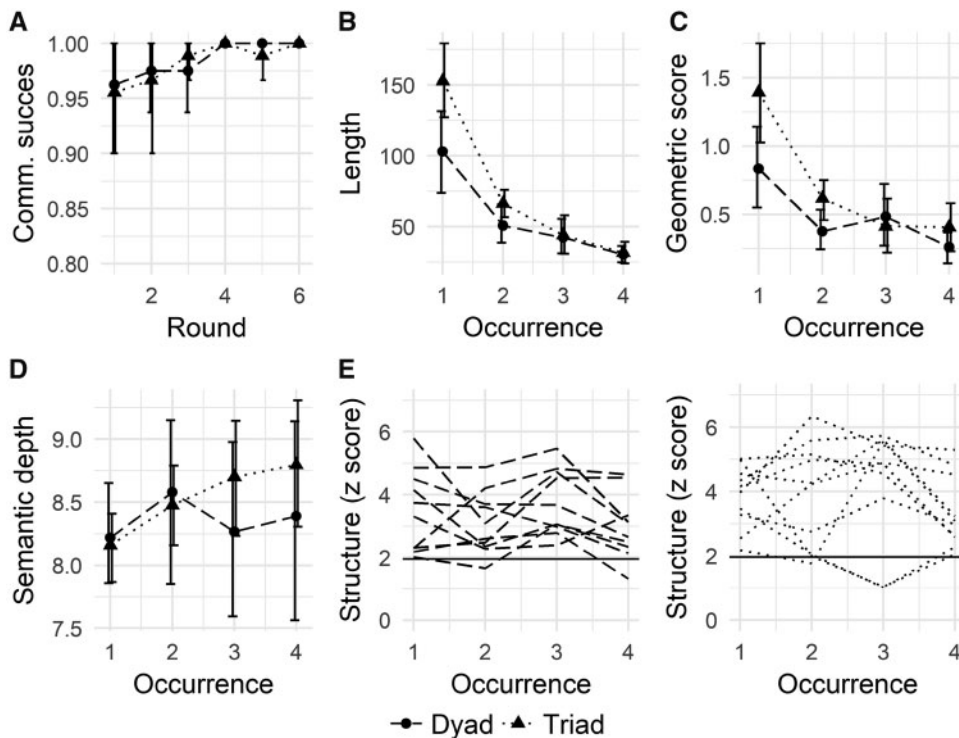 A
Comm. succes
1.00
0.95
0.90
0.85
0.80
2
4
6
Round
B
Length
150
100
50
1
2
3
4
Occurrence
C
Geometric score
1.5
1.0
0.5
1
2
3
4
Occurrence
D
Semantic depth
9.0
8.5
8.0
7.5
1
2
3
4
Occurrence
E
Structure (z score)
6
4
2
0
1
2
3
4
Occurrence
Structure (z score)
6
4
2
0
1
2
3
4
Occurrence
Dyad
Triad